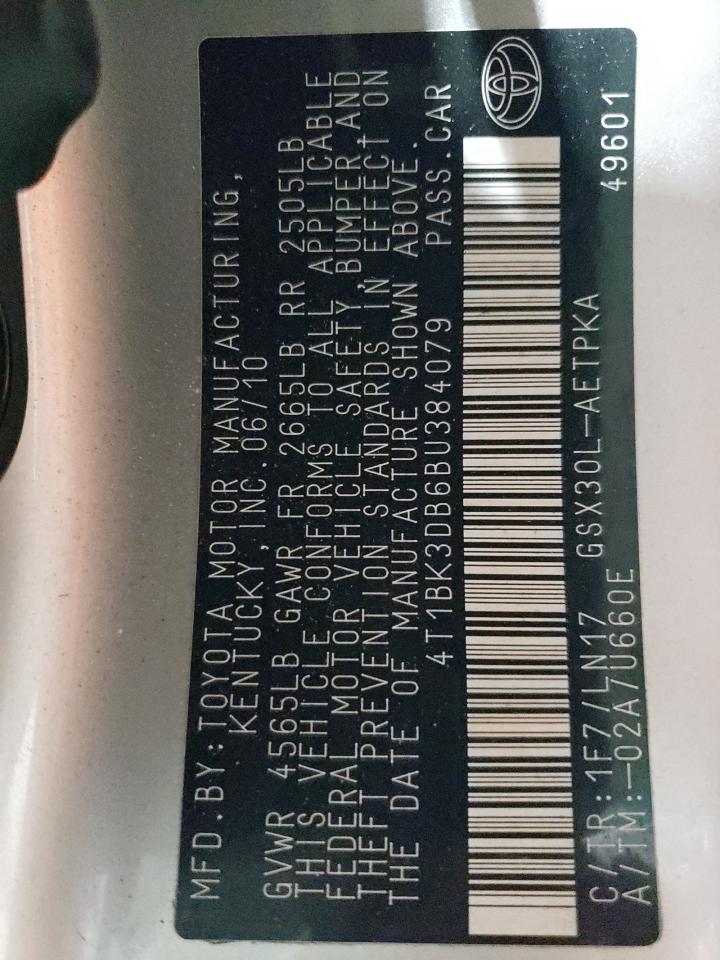 MFD.BY:TOYOTA MOTOR MANUFACTURING,
KENTUCKY,INC.06/10
GVWR 4565LB GAWR FR 2665LB RR 2505LB
THIS VEHICLE CONFORMS TO ALL APPLICABLE
FEDERAL MOTOR VEHICLE SAFETY,BUMPER,AND
THEFT PREVENTION STANDARDS IN EFFECT ON
THE DATE OF MANUFACTURE SHOWN ABOVE.
4T1BK3DB6BU384079 PASS.CAR
C/TR:1F7/LN17 GSX30L-AETPKA 49601
A/TM:-02A/U660E